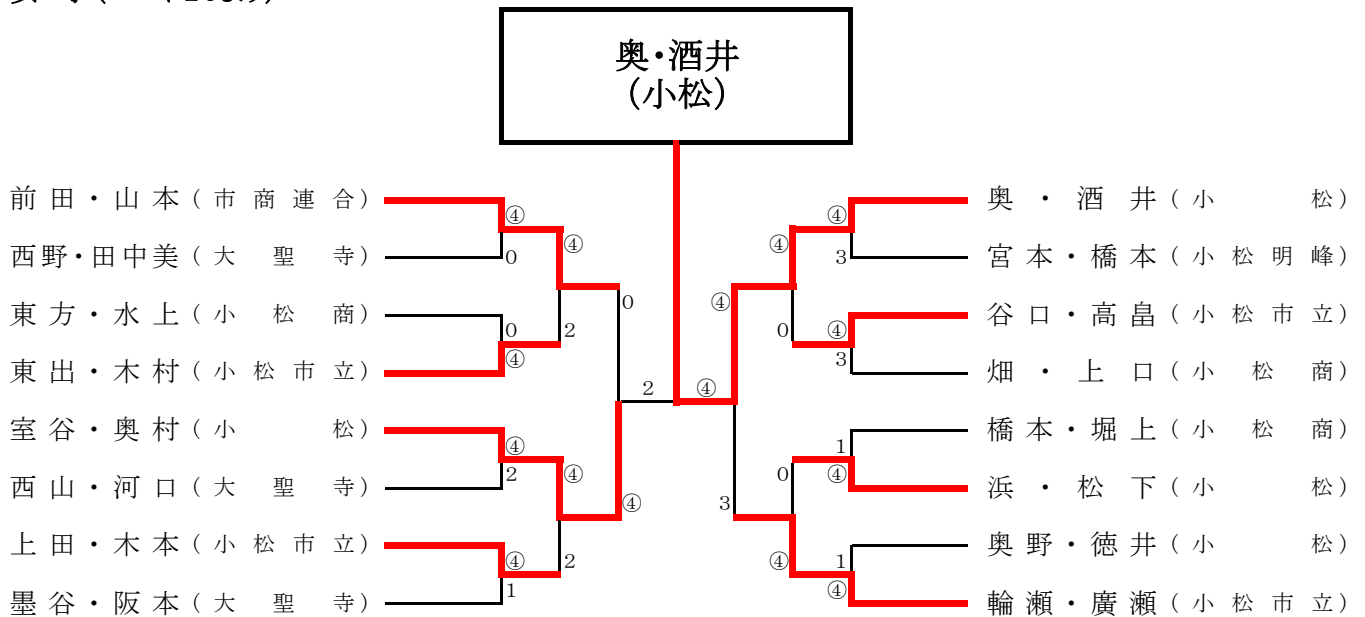 奥・酒井
(小松)
前田・山本(市商連合)
西野・田中美(大聖寺)
東方・水上(小松商)
東出・木村(小松市立)
室谷・奥村(小松)
西山・河口(大聖寺)
上田・木本(小松市立)
墨谷・阪本(大聖寺)
④
0
0
④
④
2
④
1
④
2
④
2
0
④
2
④
④
3
④
0
④
0
④
3
④
3
1
④
1
④
奥・酒井(小松)
宮本・橋本(小松明峰)
谷口・高畠(小松市立)
畑・上口(小松商)
橋本・堀上(小松商)
浜・松下(小松)
奥野・徳井(小松)
輪瀬・廣瀬(小松市立)